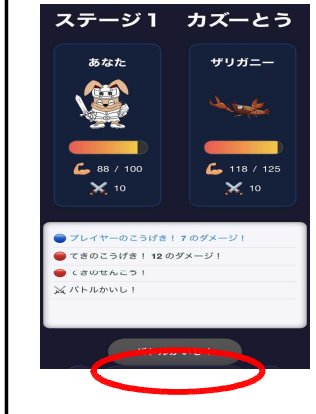 ステージ1 カズーとう
あなた
ザリガニー
88 / 100
118 / 125
10
10
プレイヤーのこうげき! 7 のダメージ!
てきのこうげき! 12 のダメージ!
てきのせんこう!
バトルかいし!